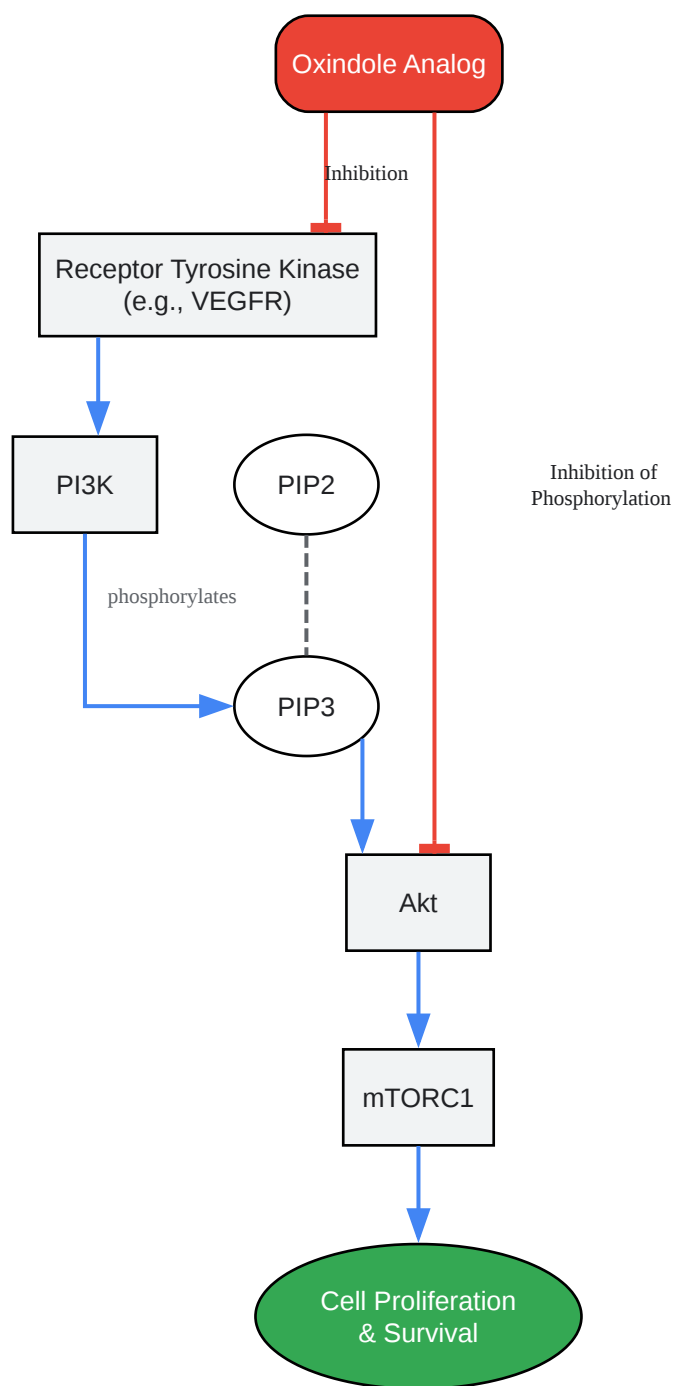 Oxindole Analog
Inhibition
Receptor Tyrosine Kinase
(e.g., VEGFR)
PI3K
PIP2
Inhibition of
Phosphorylation
phosphorylates
PIP3
Akt
mTORC1
Cell Proliferation
& Survival